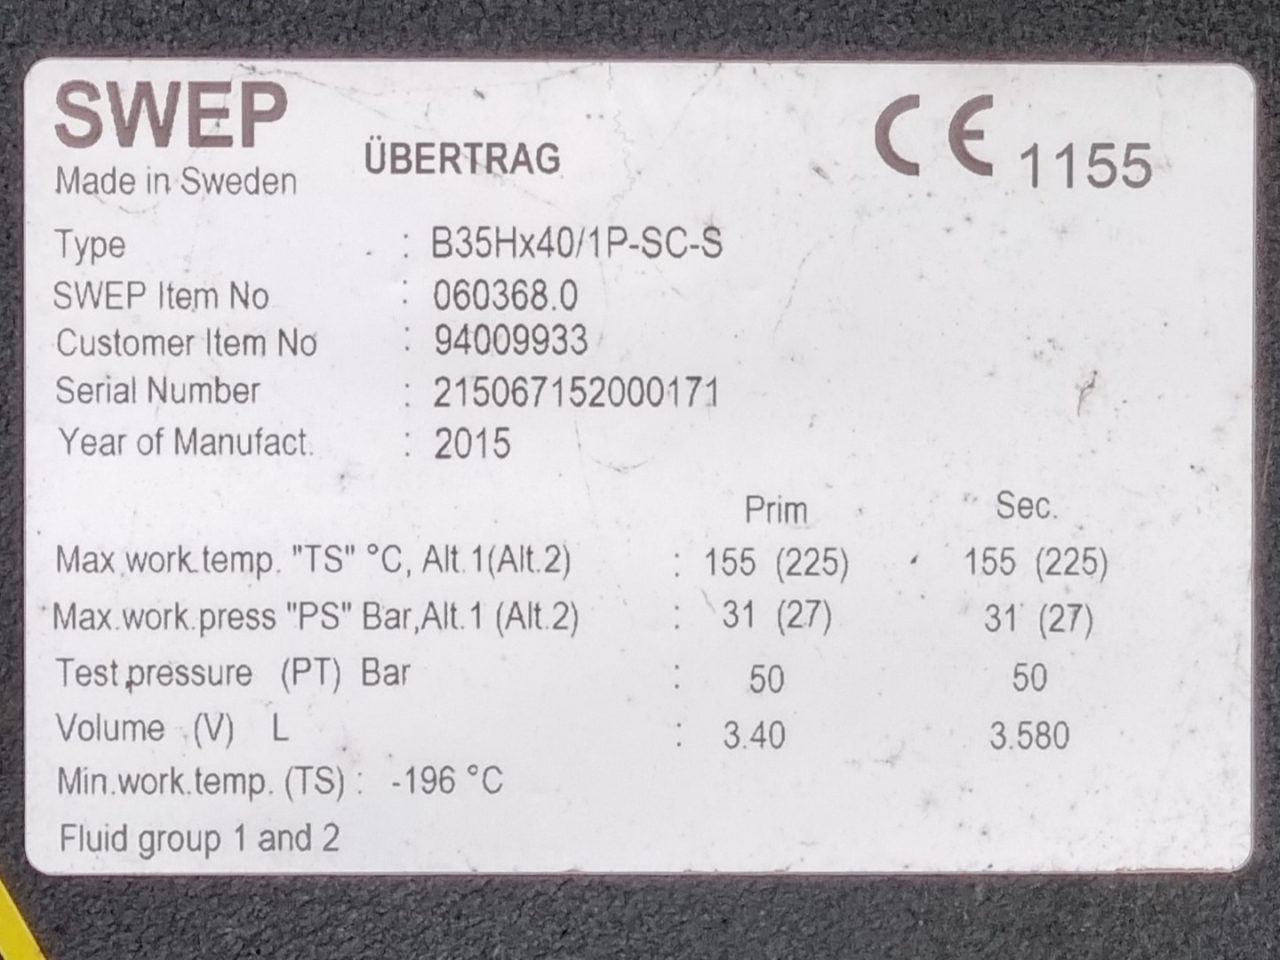 SWEP
Made in Sweden
ÜBERTRAG
CE 1155
Type : B35Hx40/1P-SC-S
SWEP Item No : 060368.0
Customer Item No : 94009933
Serial Number : 215067152000171
Year of Manufact. : 2015
Prim Sec.
Max.work.temp. "TS" °C, Alt.1(Alt.2) : 155 (225) 155 (225)
Max.work.press "PS" Bar,Alt.1 (Alt.2) : 31 (27) 31 (27)
Test pressure (PT) Bar : 50 50
Volume (V) L : 3.40 3.580
Min.work.temp. (TS) : -196 °C
Fluid group 1 and 2